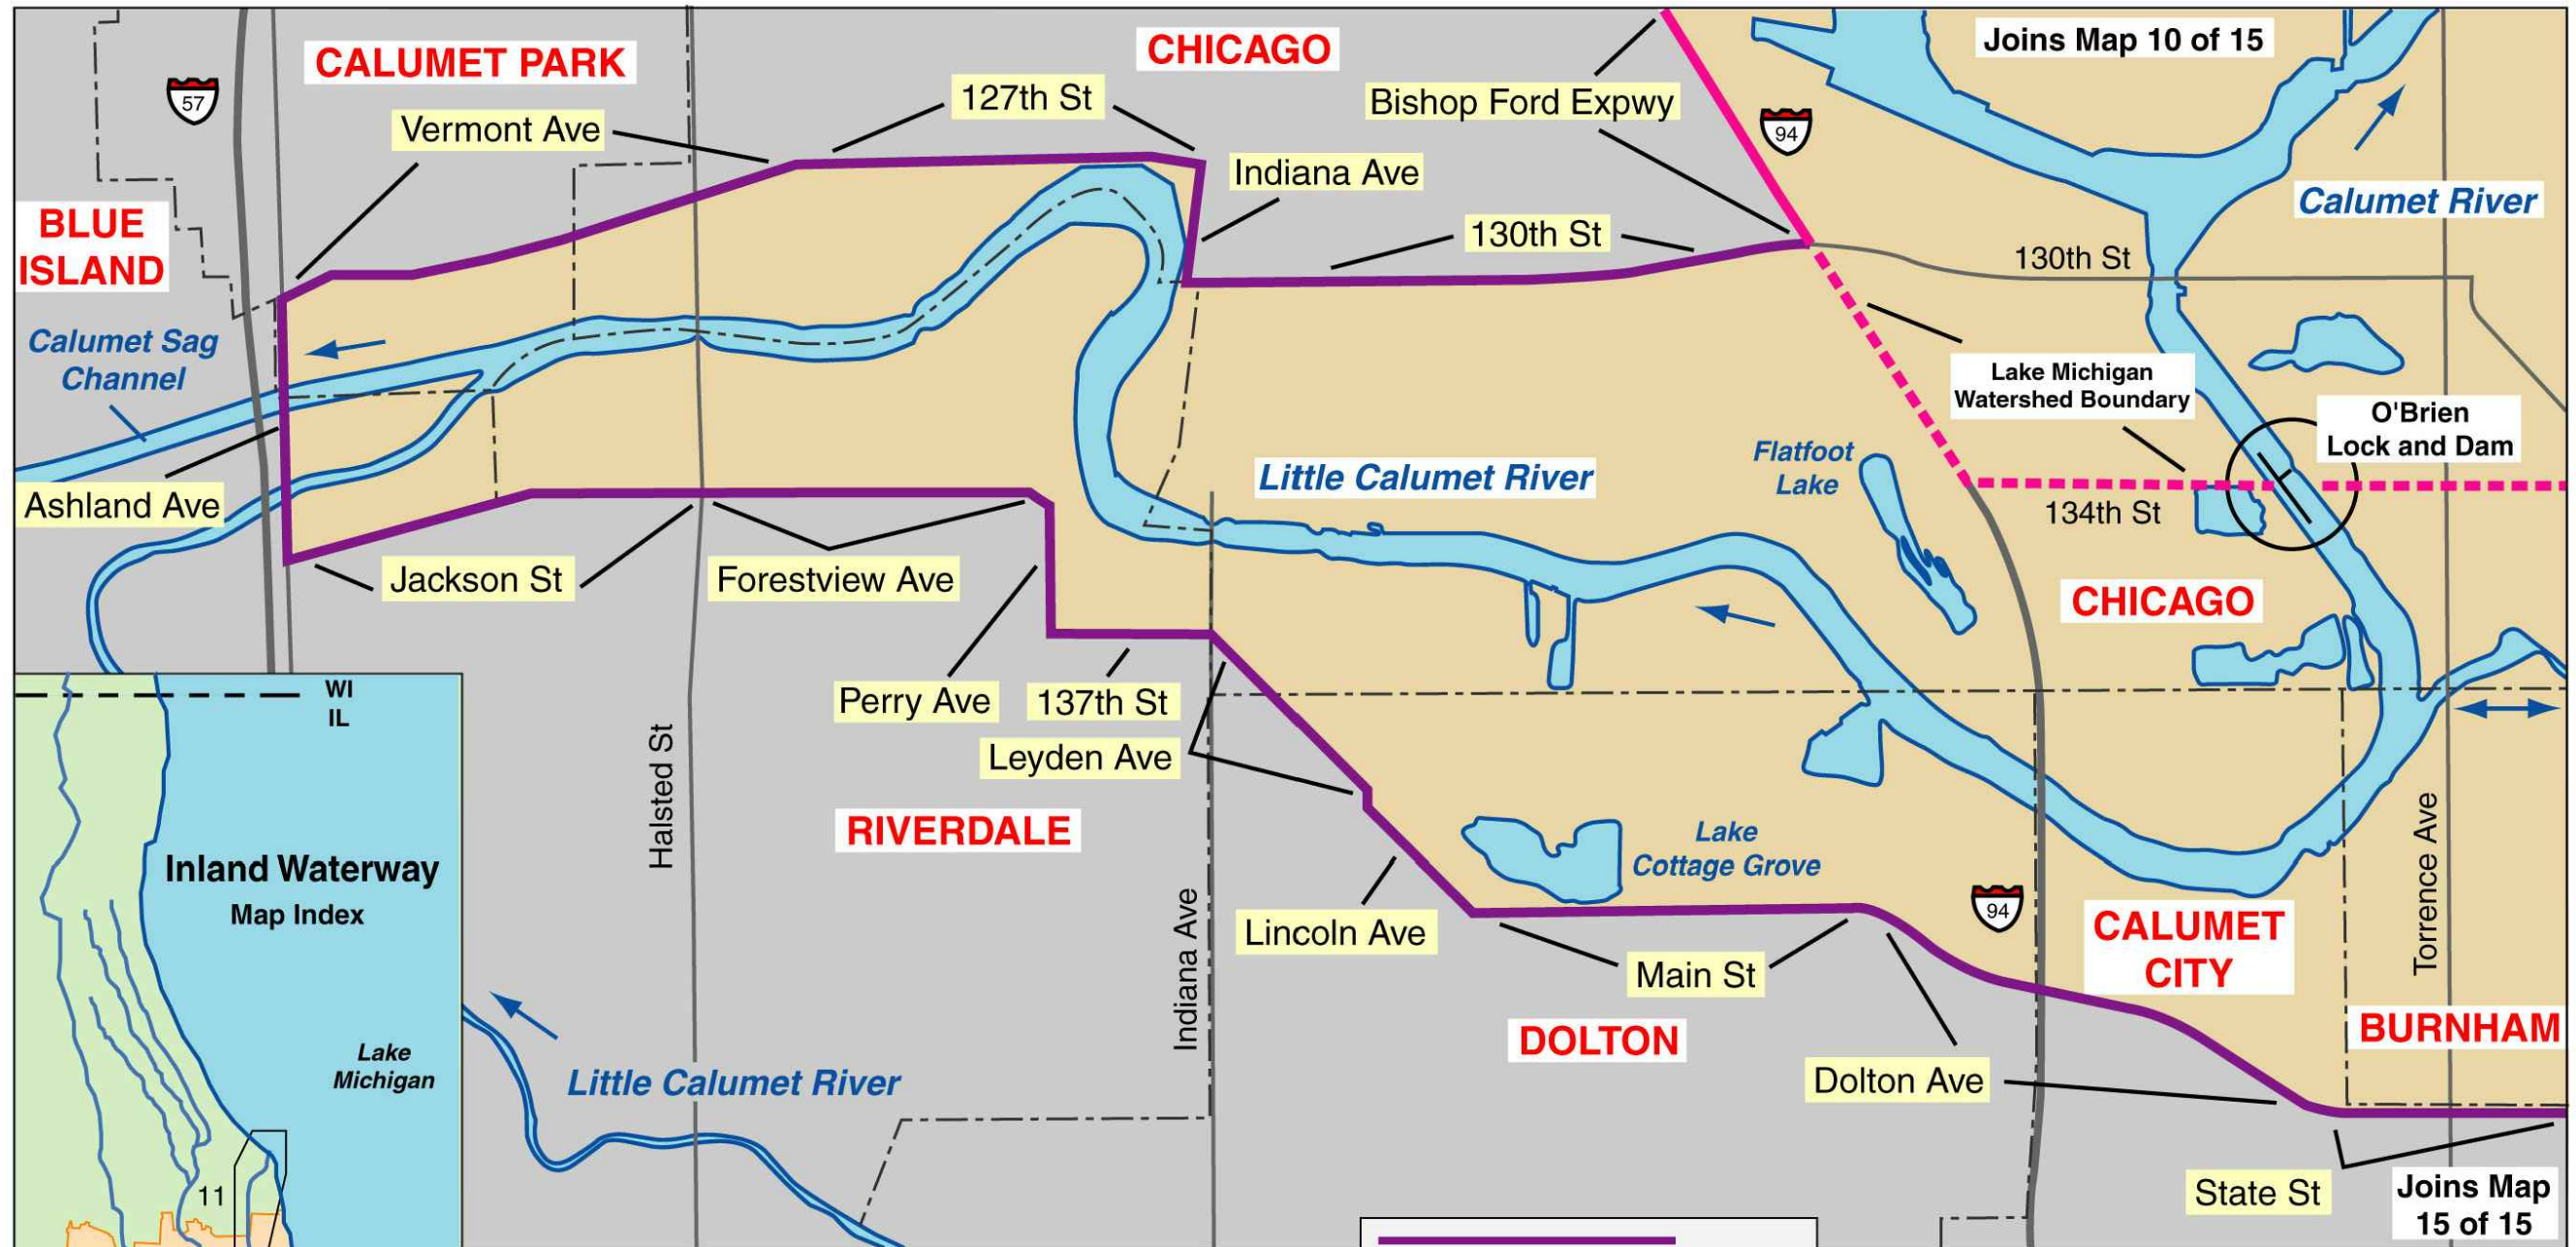 CHICAGO
Joins Map 10 of 15
CALUMET PARK
57
127th St
Bishop Ford Expwy
94
Vermont Ave
Indiana Ave
Calumet River
BLUE
ISLAND
130th St
130th St
Calumet Sag
Channel
Lake Michigan
Watershed Boundary
O'Brien
Lock and Dam
Flatfoot
Lake
Little Calumet River
Ashland Ave
134th St
Jackson St
Forestview Ave
CHICAGO
Perry Ave
137th St
WI
IL
Leyden Ave
Halsted St
RIVERDALE
Lake
Cottage Grove
Inland Waterway
Map Index
Lincoln Ave
94
CALUMET
CITY
Torrence Ave
Main St
Indiana Ave
DOLTON
BURNHAM
Lake
Michigan
Little Calumet River
Dolton Ave
11
State St
Joins Map
15 of 15